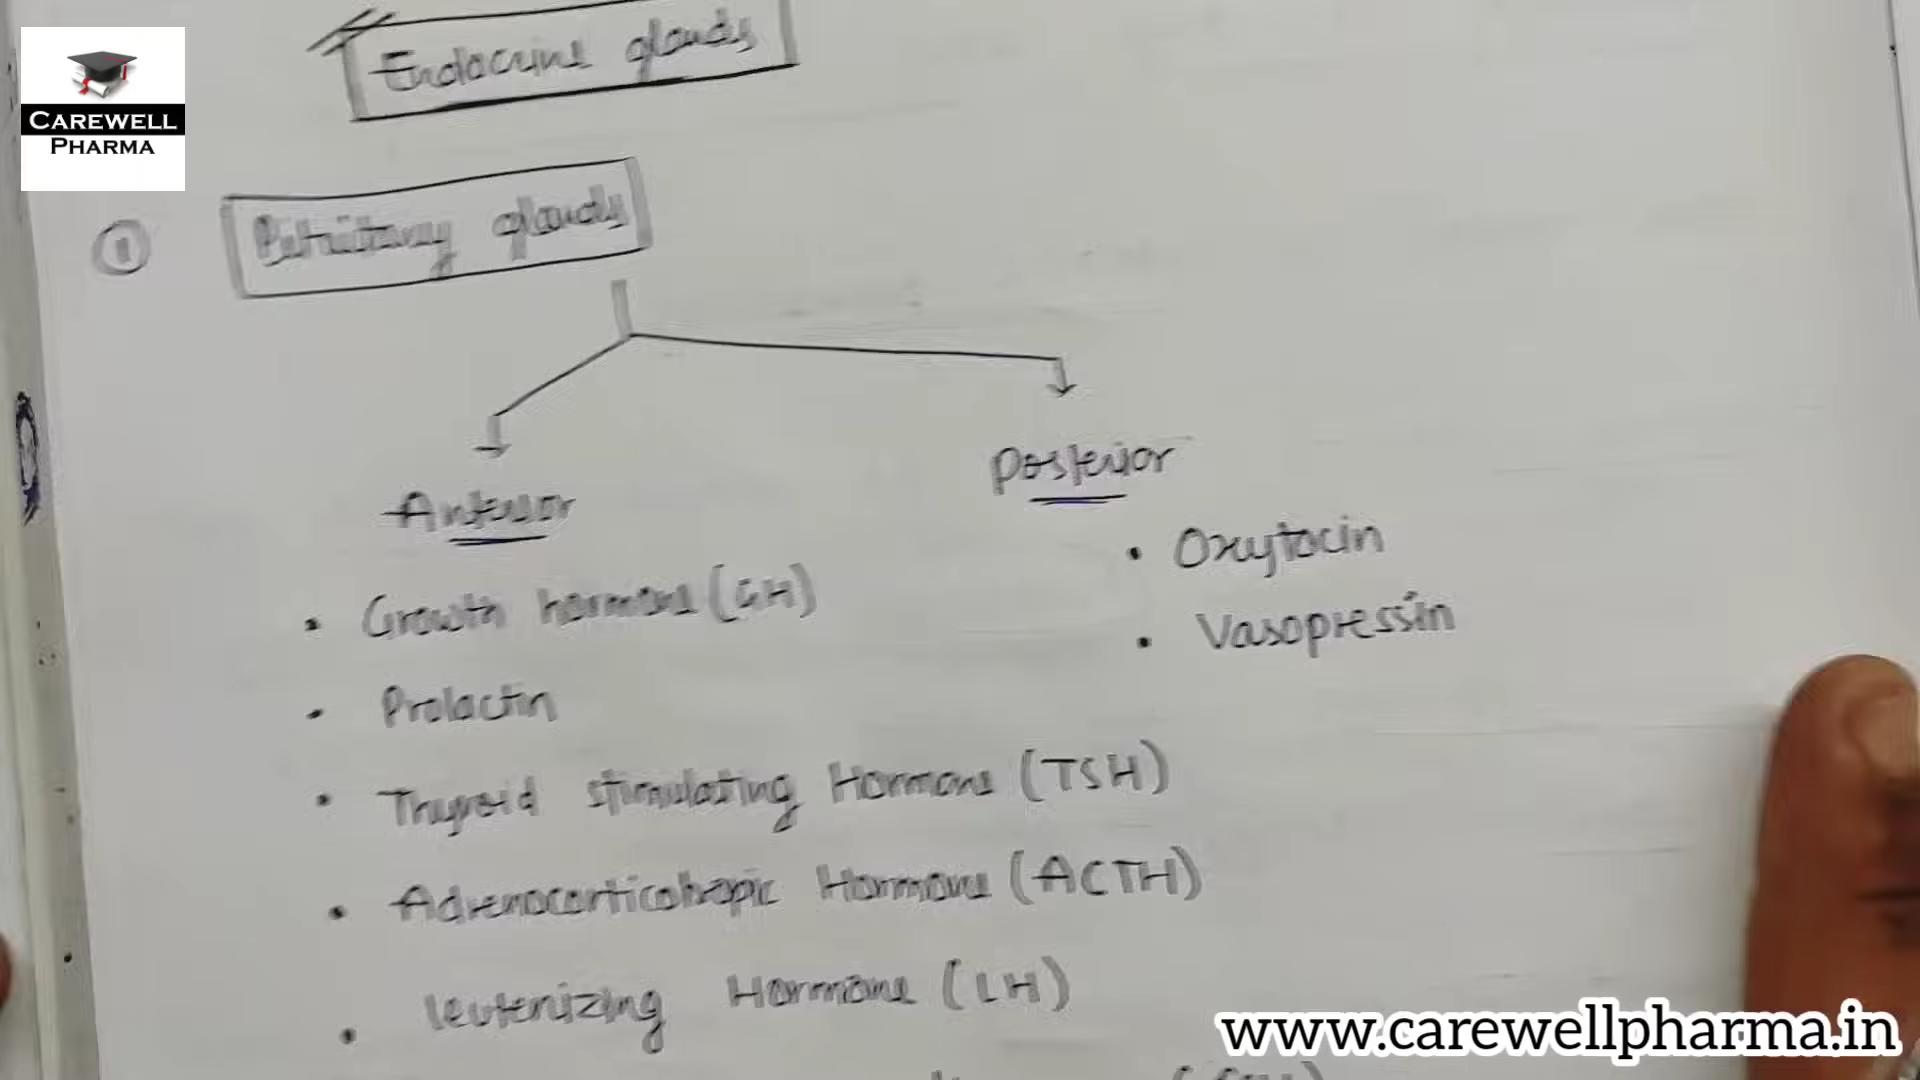 Endocrine glands
CAREWELL
PHARMA
① Pituitary glands
Anterior
Posterior
• Oxytocin
• Vasopressin
• Growth hormone (GH)
• Prolactin
• Thyroid stimulating Hormone (TSH)
• Adrenocorticotropic Hormone (ACTH)
• leutenizing Hormone (LH)
www.carewellpharma.in